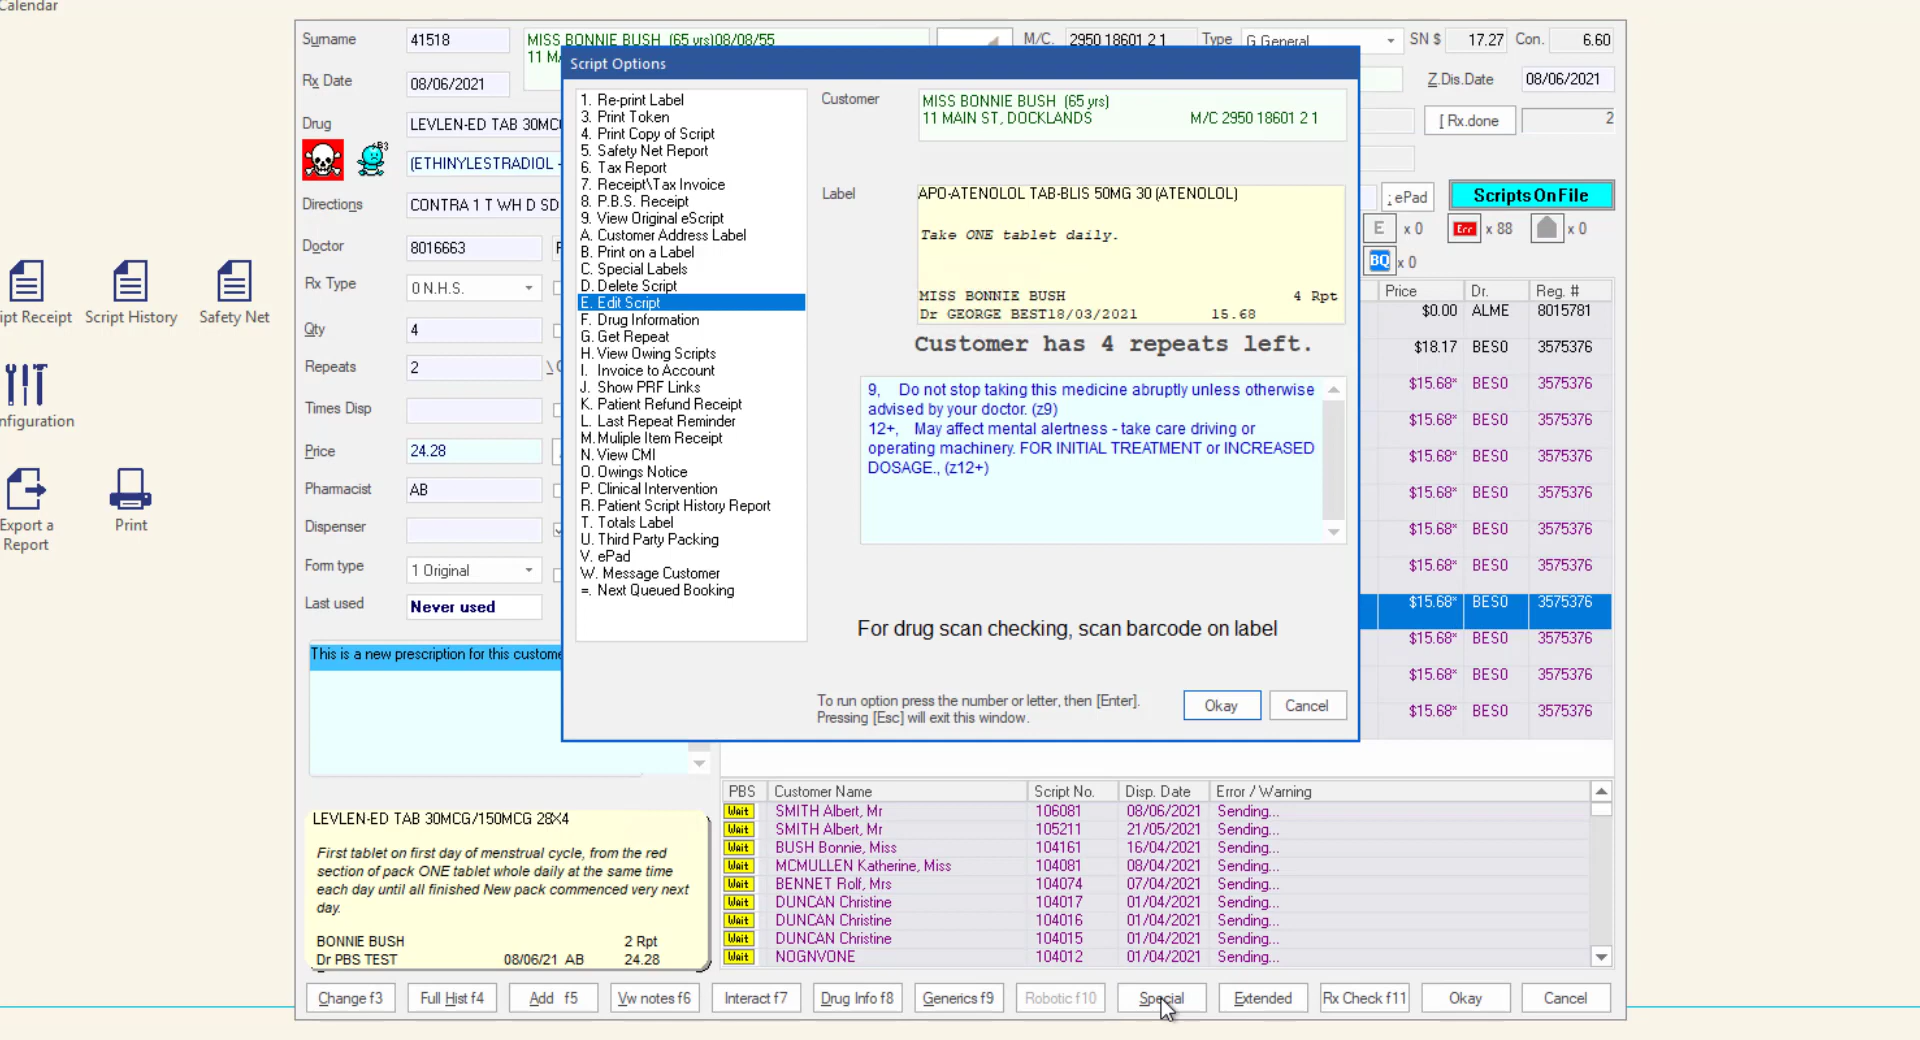 Calendar
ipt Receipt
Script History
Safety Net
nfiguration
Export a
Report
Print
Surname
41518
MISS BONNIE BUSH (65 yrs)08/08/55
11 MA
M/C.
2950 18601 2 1
Type
G General
SN $
17.27
Con.
6.60
Rx Date
08/06/2021
Z.Dis.Date
08/06/2021
Drug
LEVLEN-ED TAB 30MC
[ Rx.done
2
B3
(ETHINYLESTRADIOL -
Directions
CONTRA 1 T WH D SD
; ePad
Scripts On File
E
x 0
Err
x 88
x 0
BQ
x 0
Doctor
8016663
Rx Type
0 N.H.S.
Qty
4
Repeats
2
Times Disp
Price
24.28
Pharmacist
AB
Dispenser
Form type
1 Original
Last used
Never used
This is a new prescription for this custome
Script Options
1. Re-print Label
3. Print Token
4. Print Copy of Script
5. Safety Net Report
6. Tax Report
7. Receipt\Tax Invoice
8. P.B.S. Receipt
9. View Original eScript
A. Customer Address Label
B. Print on a Label
C. Special Labels
D. Delete Script
E. Edit Script
F. Drug Information
G. Get Repeat
H. View Owing Scripts
I. Invoice to Account
J. Show PRF Links
K. Patient Refund Receipt
L. Last Repeat Reminder
M. Muliple Item Receipt
N. View CMI
O. Owings Notice
P. Clinical Intervention
R. Patient Script History Report
T. Totals Label
U. Third Party Packing
V. ePad
W. Message Customer
=. Next Queued Booking
Customer
MISS BONNIE BUSH (65 yrs)
11 MAIN ST, DOCKLANDS
M/C 2950 18601 2 1
Label
APO-ATENOLOL TAB-BLIS 50MG 30 (ATENOLOL)
Take ONE tablet daily.
MISS BONNIE BUSH 4 Rpt
Dr GEORGE BEST18/03/2021 15.68
Customer has 4 repeats left.
9, Do not stop taking this medicine abruptly unless otherwise
advised by your doctor. (z9)
12+, May affect mental alertness - take care driving or
operating machinery. FOR INITIAL TREATMENT or INCREASED
DOSAGE., (z12+)
For drug scan checking, scan barcode on label
To run option press the number or letter, then [Enter].
Pressing [Esc] will exit this window.
Okay
Cancel
Price Dr. Reg. #
$0.00 ALME 8015781
$18.17 BES0 3575376
$15.68* BES0 3575376
$15.68* BES0 3575376
$15.68* BES0 3575376
$15.68* BES0 3575376
$15.68* BES0 3575376
$15.68* BES0 3575376
$15.68* BES0 3575376
$15.68* BES0 3575376
$15.68* BES0 3575376
$15.68* BES0 3575376
LEVLEN-ED TAB 30MCG/150MCG 28X4
First tablet on first day of menstrual cycle, from the red
section of pack ONE tablet whole daily at the same time
each day until all finished New pack commenced very next
day.
BONNIE BUSH 2 Rpt
Dr PBS TEST 08/06/21 AB 24.28
PBS Customer Name Script No. Disp. Date Error / Warning
Wait SMITH Albert, Mr 106081 08/06/2021 Sending...
Wait SMITH Albert, Mr 105211 21/05/2021 Sending...
Wait BUSH Bonnie, Miss 104161 16/04/2021 Sending...
Wait MCMULLEN Katherine, Miss 104081 08/04/2021 Sending...
Wait BENNET Rolf, Mrs 104074 07/04/2021 Sending...
Wait DUNCAN Christine 104017 01/04/2021 Sending...
Wait DUNCAN Christine 104016 01/04/2021 Sending...
Wait DUNCAN Christine 104015 01/04/2021 Sending...
Wait NOGNVONE 104012 01/04/2021 Sending...
Change f3
Full Hist f4
Add f5
Vw notes f6
Interact f7
Drug Info f8
Generics f9
Robotic f10
Special
Extended
Rx Check f11
Okay
Cancel